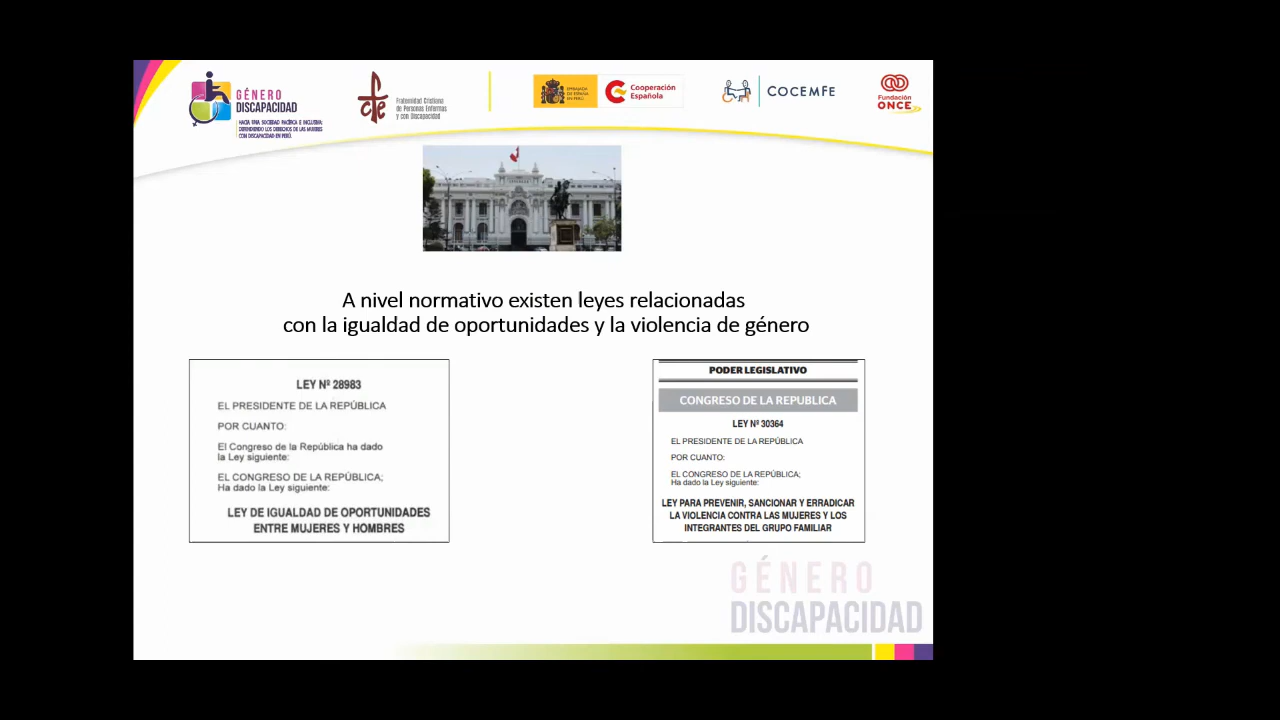 GÉNERO
DISCAPACIDAD
HACIA UNA SOCIEDAD PACÍFICA E INCLUSIVA:
DEFENDIENDO LOS DERECHOS DE LAS MUJERES
CON DISCAPACIDAD EN PERÚ.
Fraternidad Cristiana
de Personas Enfermas
y con Discapacidad
EMBAJADA
DE ESPAÑA
EN PERÚ
Cooperación
Española
COCEMFE
Fundación
ONCE
A nivel normativo existen leyes relacionadas
con la igualdad de oportunidades y la violencia de género
LEY Nº 28983
EL PRESIDENTE DE LA REPÚBLICA
POR CUANTO:
El Congreso de la República ha dado
la Ley siguiente:
EL CONGRESO DE LA REPÚBLICA;
Ha dado la Ley siguiente:
LEY DE IGUALDAD DE OPORTUNIDADES
ENTRE MUJERES Y HOMBRES
PODER LEGISLATIVO
CONGRESO DE LA REPUBLICA
LEY Nº 30364
EL PRESIDENTE DE LA REPÚBLICA
POR CUANTO:
EL CONGRESO DE LA REPÚBLICA;
Ha dado la Ley siguiente:
LEY PARA PREVENIR, SANCIONAR Y ERRADICAR
LA VIOLENCIA CONTRA LAS MUJERES Y LOS
INTEGRANTES DEL GRUPO FAMILIAR
GÉNERO
DISCAPACIDAD